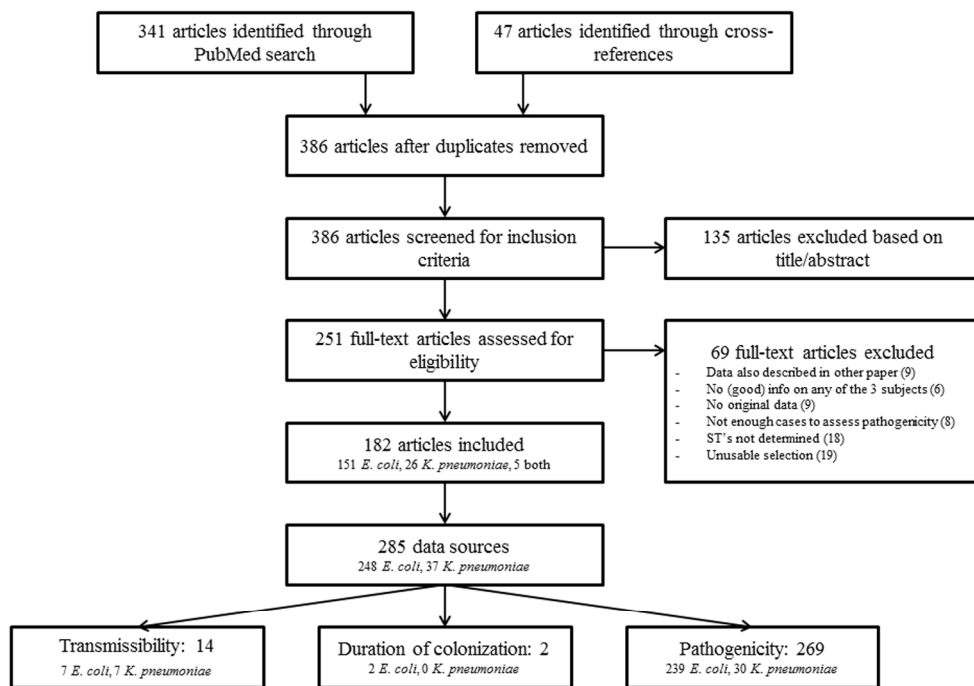 341 articles identified through
PubMed search
47 articles identified through cross-
references
386 articles after duplicates removed
386 articles screened for inclusion
criteria
135 articles excluded based on
title/abstract
251 full-text articles assessed for
eligibility
69 full-text articles excluded
- Data also described in other paper (9)
- No (good) info on any of the 3 subjects (6)
- No original data (9)
- Not enough cases to assess pathogenicity (8)
- ST's not determined (18)
- Unusable selection (19)
182 articles included
151 E. coli, 26 K. pneumoniae, 5 both
285 data sources
248 E. coli, 37 K. pneumoniae
Transmissibility: 14
7 E. coli, 7 K. pneumoniae
Duration of colonization: 2
2 E. coli, 0 K. pneumoniae
Pathogenicity: 269
239 E. coli, 30 K. pneumoniae